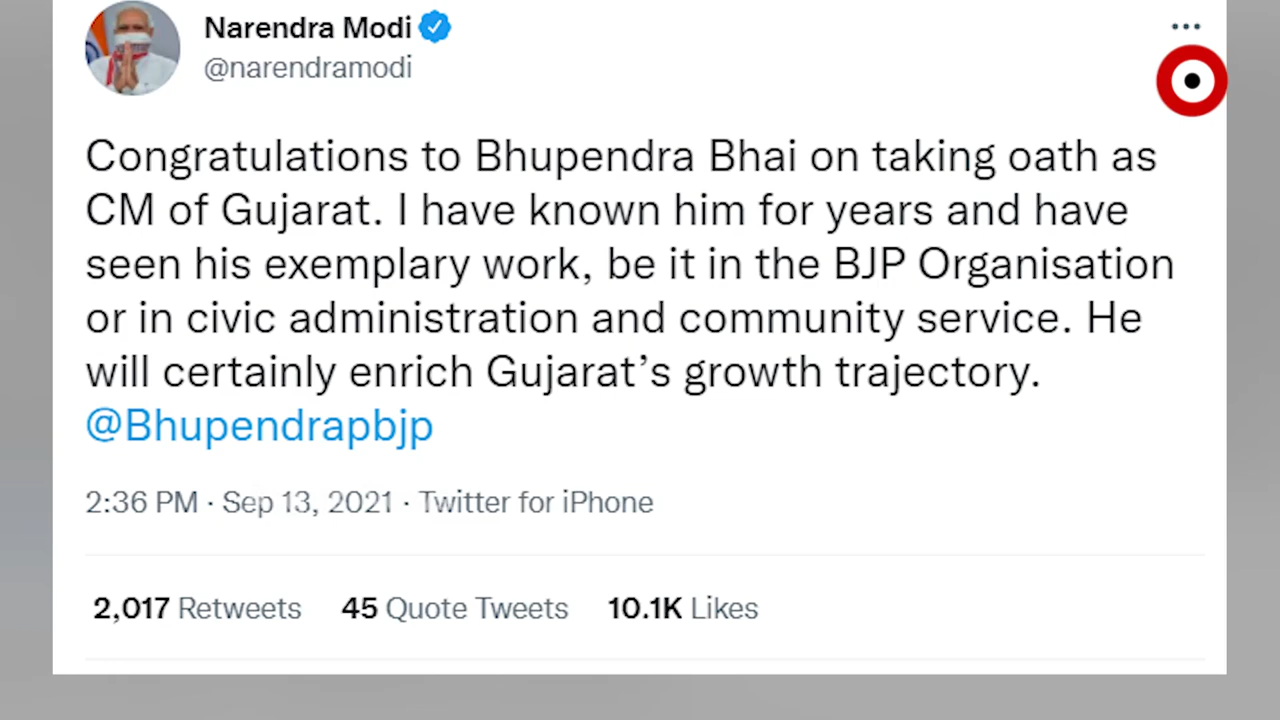 Narendra Modi
@narendramodi
Congratulations to Bhupendra Bhai on taking oath as
CM of Gujarat. I have known him for years and have
seen his exemplary work, be it in the BJP Organisation
or in civic administration and community service. He
will certainly enrich Gujarat’s growth trajectory.
@Bhupendrapbjp
2:36 PM · Sep 13, 2021 · Twitter for iPhone
2,017 Retweets 45 Quote Tweets 10.1K Likes